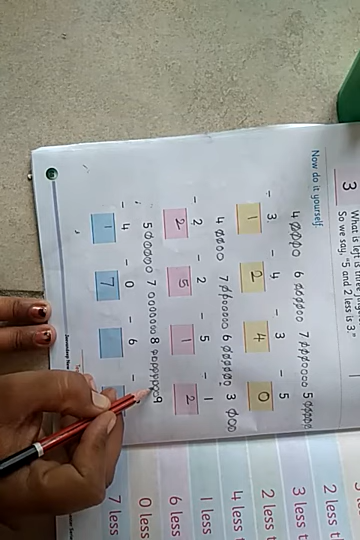 3
What is left is three
So we say, "5 and 2 less is 3."
Now do it yourself.
4 6 7 5
- 3 - 4 - 3 - 5
1 2 4 0
4 7 6 3
- 2 - 2 - 5 - 1
2 5 1 2
5 7 8 9
- 4 - 0 - 6 -
1 7
2 less
3 less t
2 less t
4 less
1 less
6 less
0 less
7 less